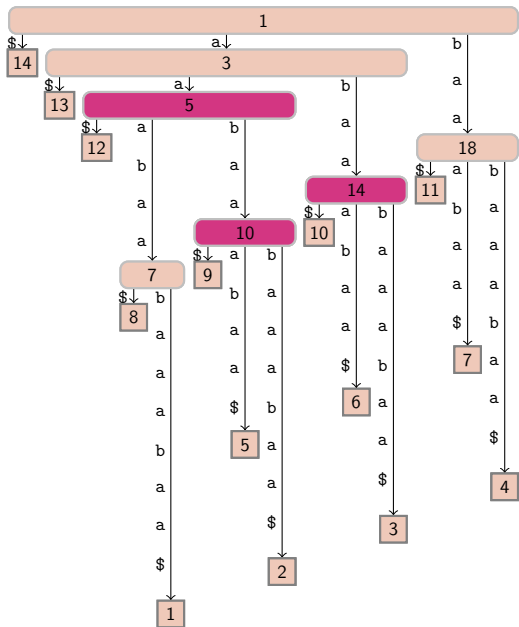 1
$ a b
14 3
$ a b a
13 5
$ a b a a
12 18
b a a $ a b
14 11
a a $ a b b a
10 10
a $ a b b a a a
7 9
$ b b a a a a a
8
a a a a a $ b
7
a a a $ b a
6
a $ b a a
5
b a a $
4
a a $
3
a $
2
$
1